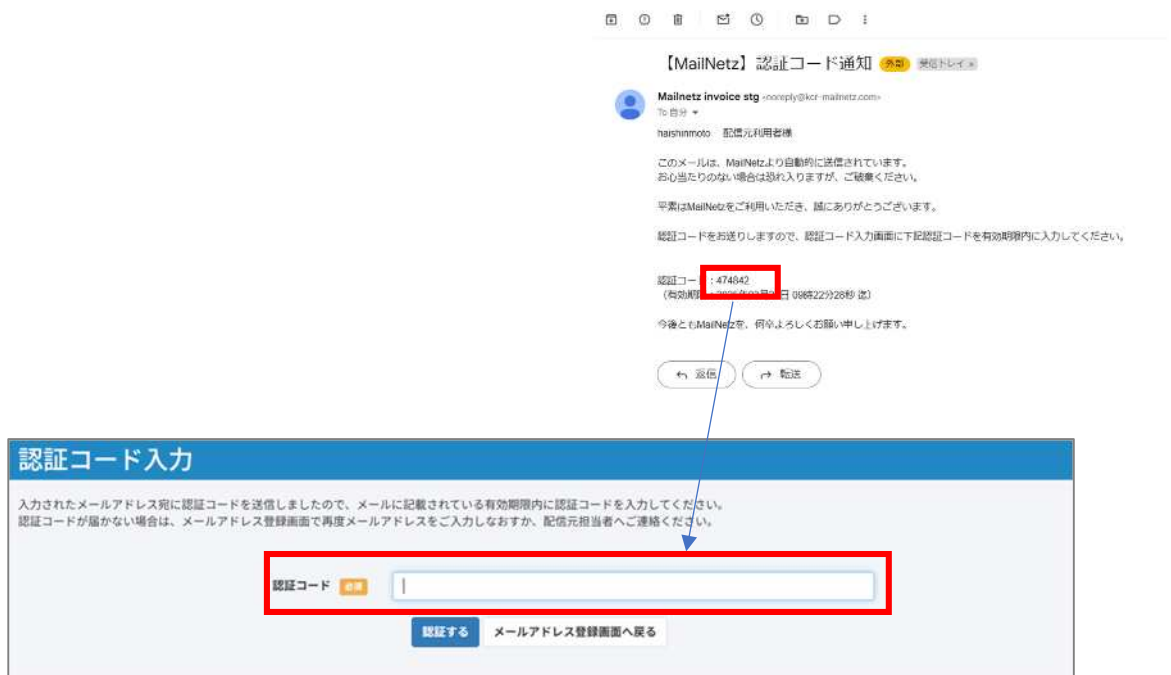 【MailNetz】認証コード通知 外部 受信トレイ ×
Mailnetz invoice stg <noreply@kcr-mailnetz.com>
To 自分
haishinmoto 配信元利用者様
このメールは、MailNetzより自動的に送信されています。
お心当たりのない場合は恐れ入りますが、ご破棄ください。
平素はMailNetzをご利用いただき、誠にありがとうございます。
認証コードをお送りしますので、認証コード入力画面に下記認証コードを有効期限内に入力してください。
認証コード：474842
（有効期 日 09時22分28秒 迄）
今後ともMailNetzを、何卒よろしくお願い申し上げます。
返信 転送
認証コード入力
入力されたメールアドレス宛に認証コードを送信しましたので、メールに記載されている有効期限内に認証コードを入力してください。
認証コードが届かない場合は、メールアドレス登録画面で再度メールアドレスをご入力しなおすか、配信元担当者へご連絡ください。
認証コード 必須
認証する メールアドレス登録画面へ戻る